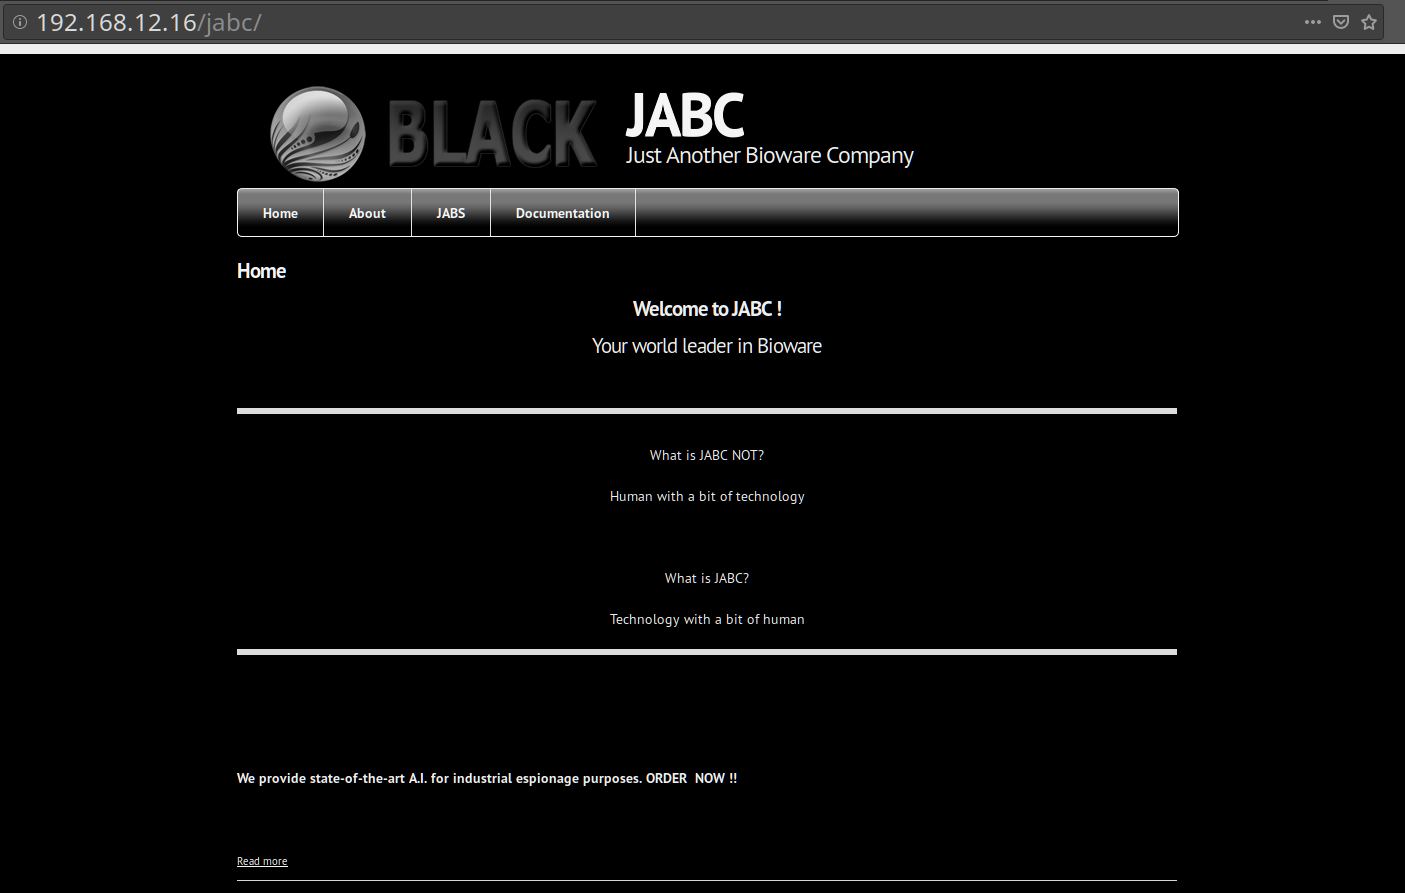 192.168.12.16/jabc/
BLACK
JABC
Just Another Bioware Company
Home About JABS Documentation
Home
Welcome to JABC !
Your world leader in Bioware
What is JABC NOT?
Human with a bit of technology
What is JABC?
Technology with a bit of human
We provide state-of-the-art A.I. for industrial espionage purposes. ORDER  NOW !!
Read more